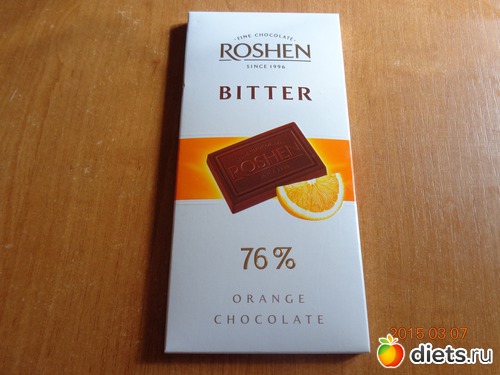 · FINE CHOCOLATE ·
ROSHEN
SINCE 1996
BITTER
ROSHEN
76%
ORANGE
CHOCOLATE
2015 03 07
diets.ru